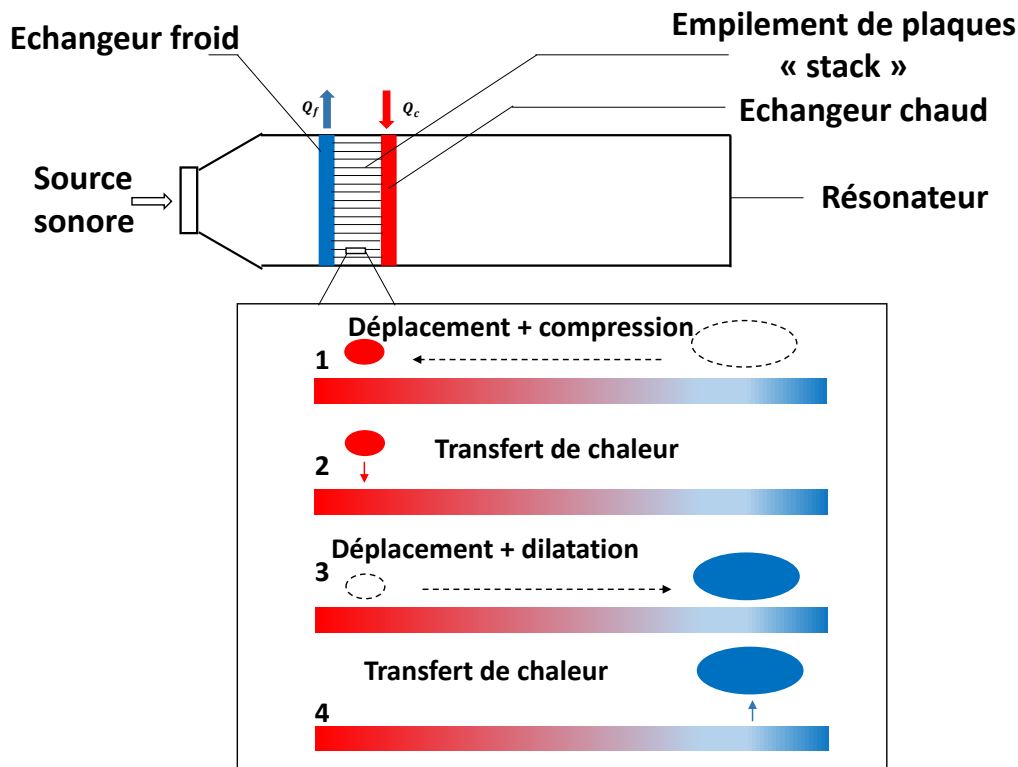 Echangeur froid
Empilement de plaques
« stack »
Q_f
Q_c
Echangeur chaud
Source
sonore
Résonateur
Déplacement + compression
1
Transfert de chaleur
2
Déplacement + dilatation
3
Transfert de chaleur
4